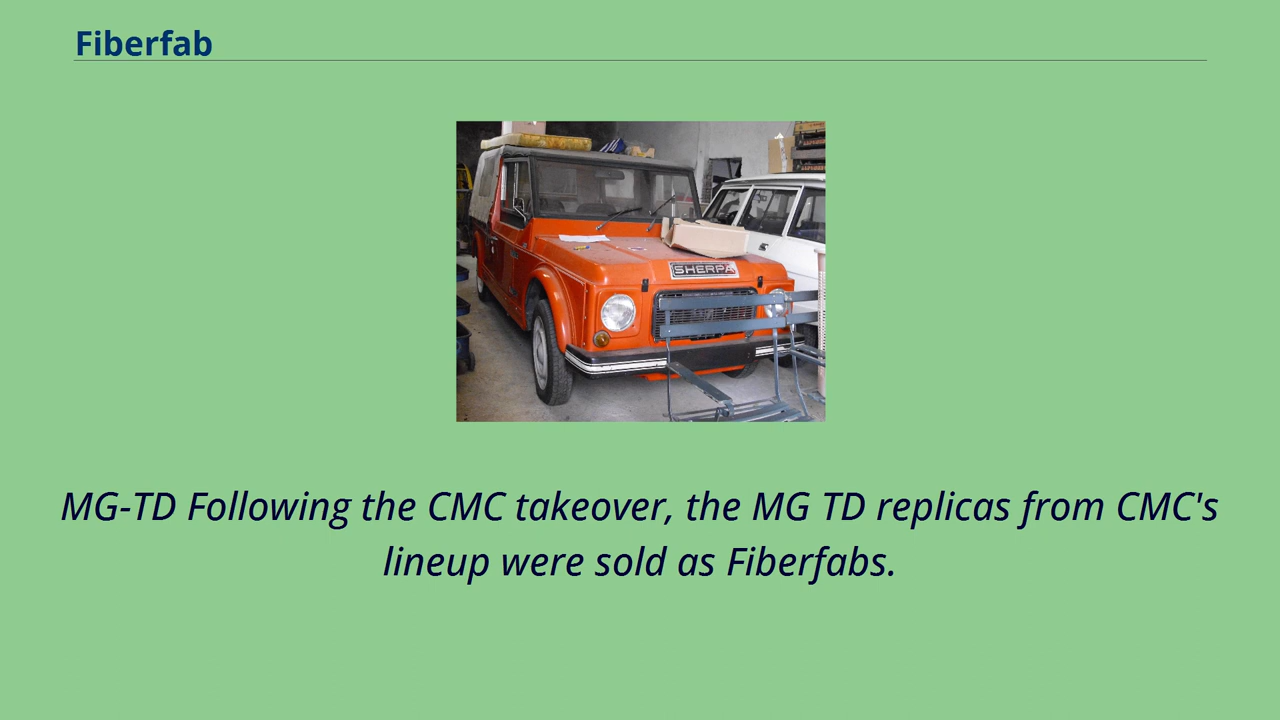 Fiberfab
SHERPA
MG-TD Following the CMC takeover, the MG TD replicas from CMC's
lineup were sold as Fiberfabs.